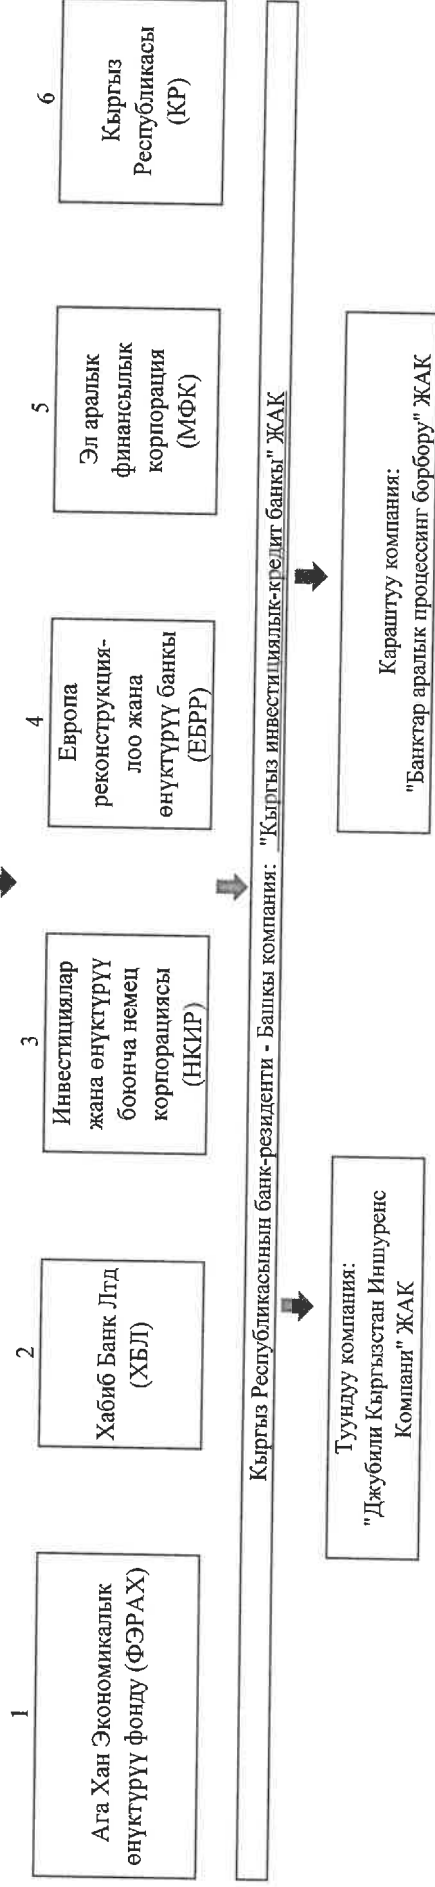 1
Ага Хан Экономикалык
өнүктүрүү фонду (ФЭРАХ)
2
Хабиб Банк Лтд
(ХБЛ)
3
Инвестициялар
жана өнүктүрүү
боюнча немец
корпорациясы
(НКИР)
4
Европа
реконструкция-
лоо жана
өнүктүрүү банкы
(ЕБРР)
5
Эл аралык
финансылык
корпорация
(МФК)
6
Кыргыз
Республикасы
(КР)
Кыргыз Республикасынын банк-резиденти - Башкы компания: "Кыргыз инвестициялык-кредит банкы" ЖАК
Туундуу компания:
"Джубили Кыргызстан Иншуренс
Компани" ЖАК
Караштуу компания:
"Банктар аралык процессинг борбору" ЖАК